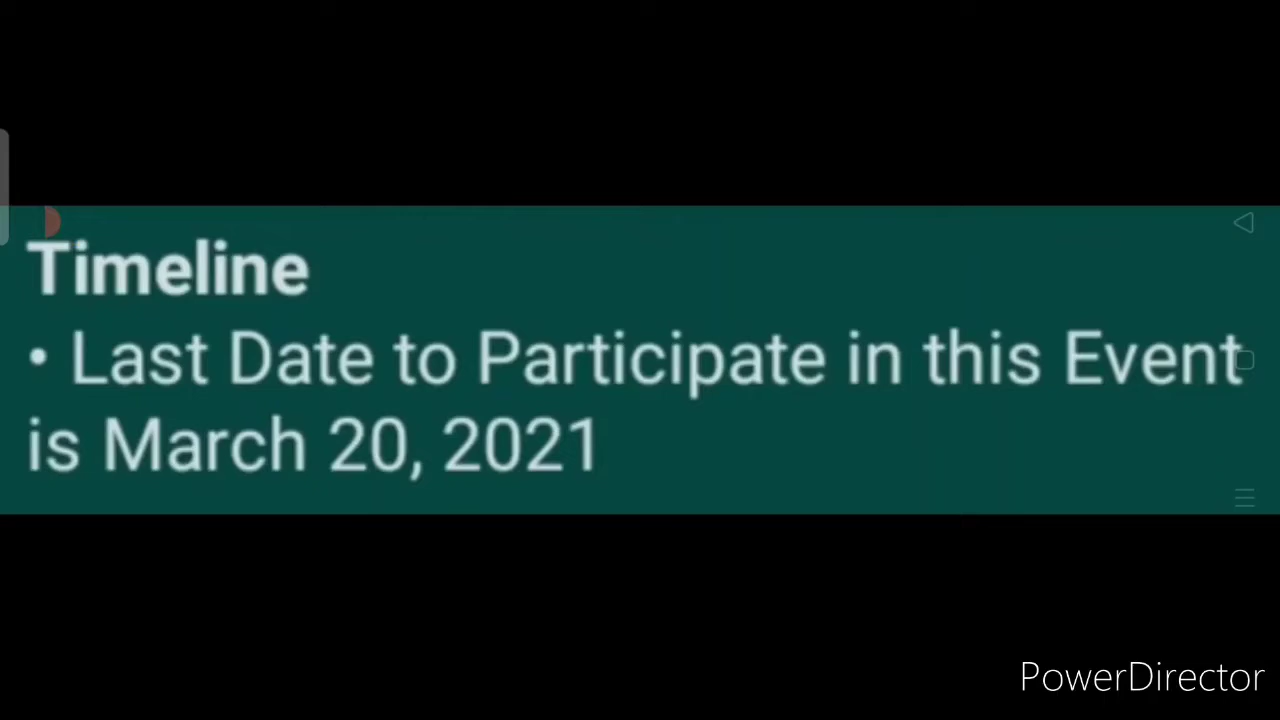 Timeline
• Last Date to Participate in this Event
is March 20, 2021
PowerDirector